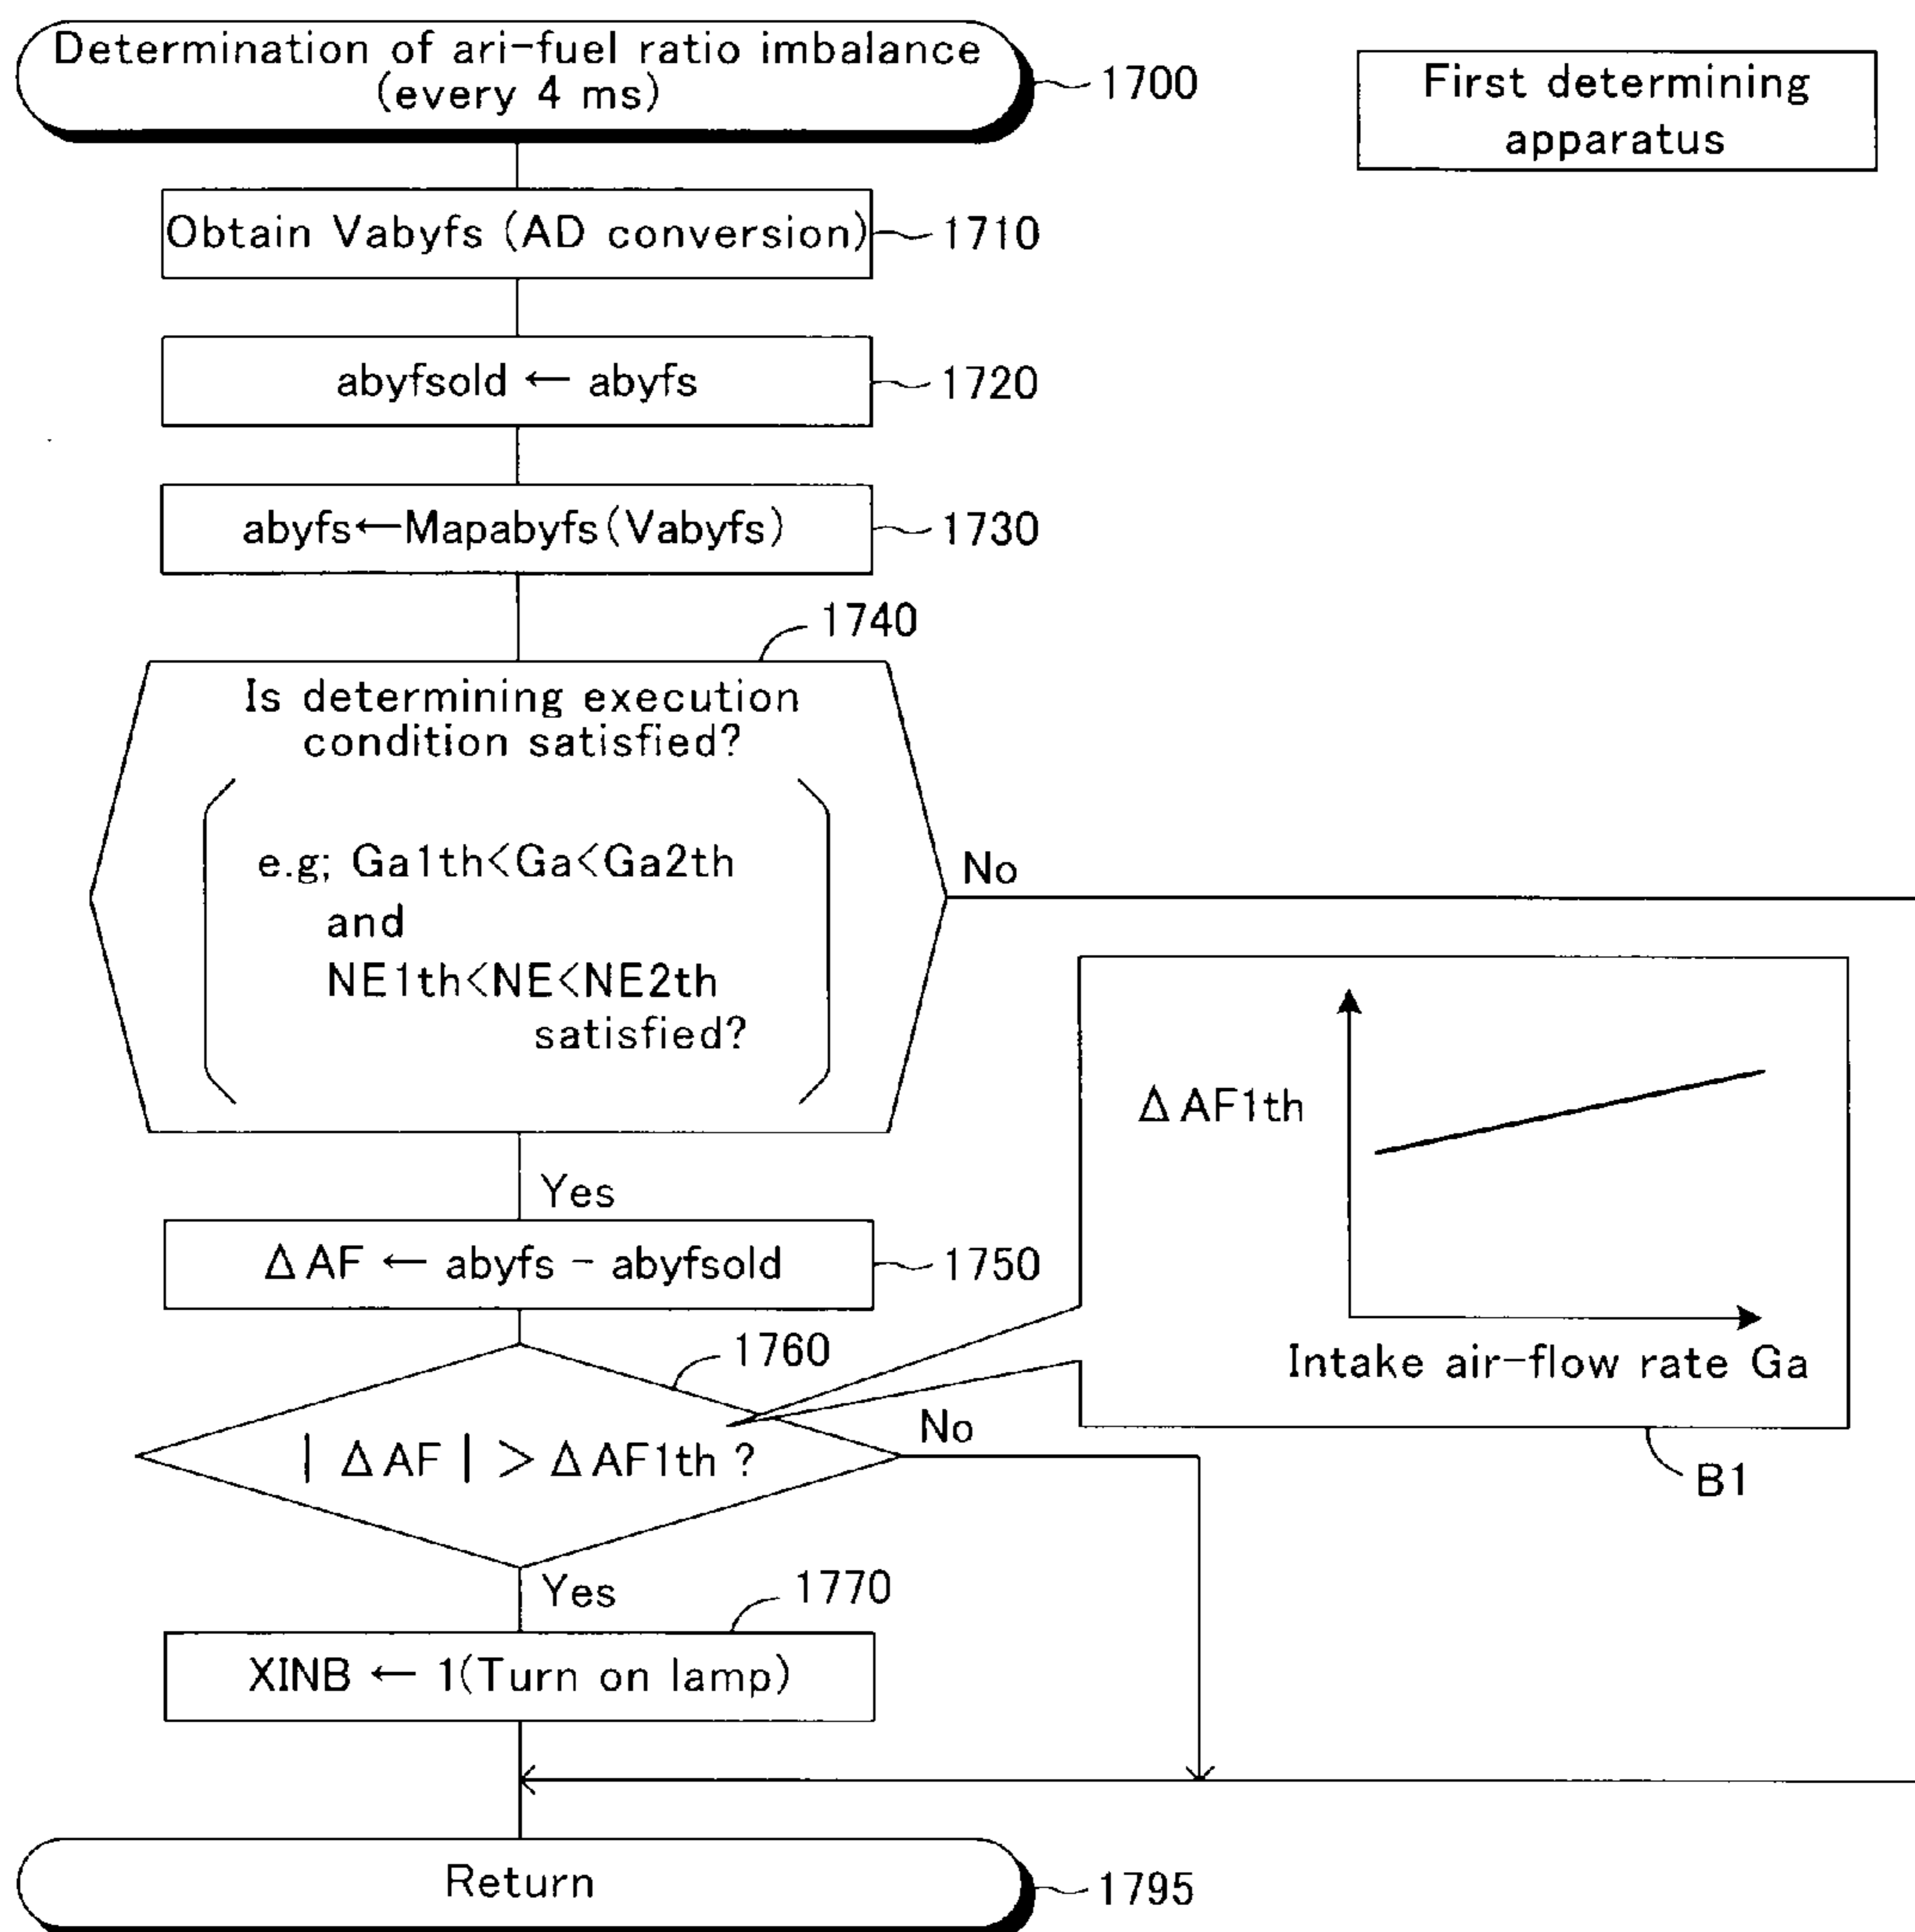 Determination of ari-fuel ratio imbalance
(every 4 ms)
1700
First determining
apparatus
Obtain Vabyfs (AD conversion)
1710
abyfsold ← abyfs
1720
abyfs←Mapabyfs(Vabyfs)
1730
1740
Is determining execution
condition satisfied?
e.g; Ga1th<Ga<Ga2th
and
NE1th<NE<NE2th
satisfied?
No
Yes
ΔAF1th
Intake air-flow rate Ga
B1
ΔAF ← abyfs - abyfsold
1750
1760
| ΔAF | > ΔAF1th ?
No
Yes
1770
XINB ← 1(Turn on lamp)
Return
1795